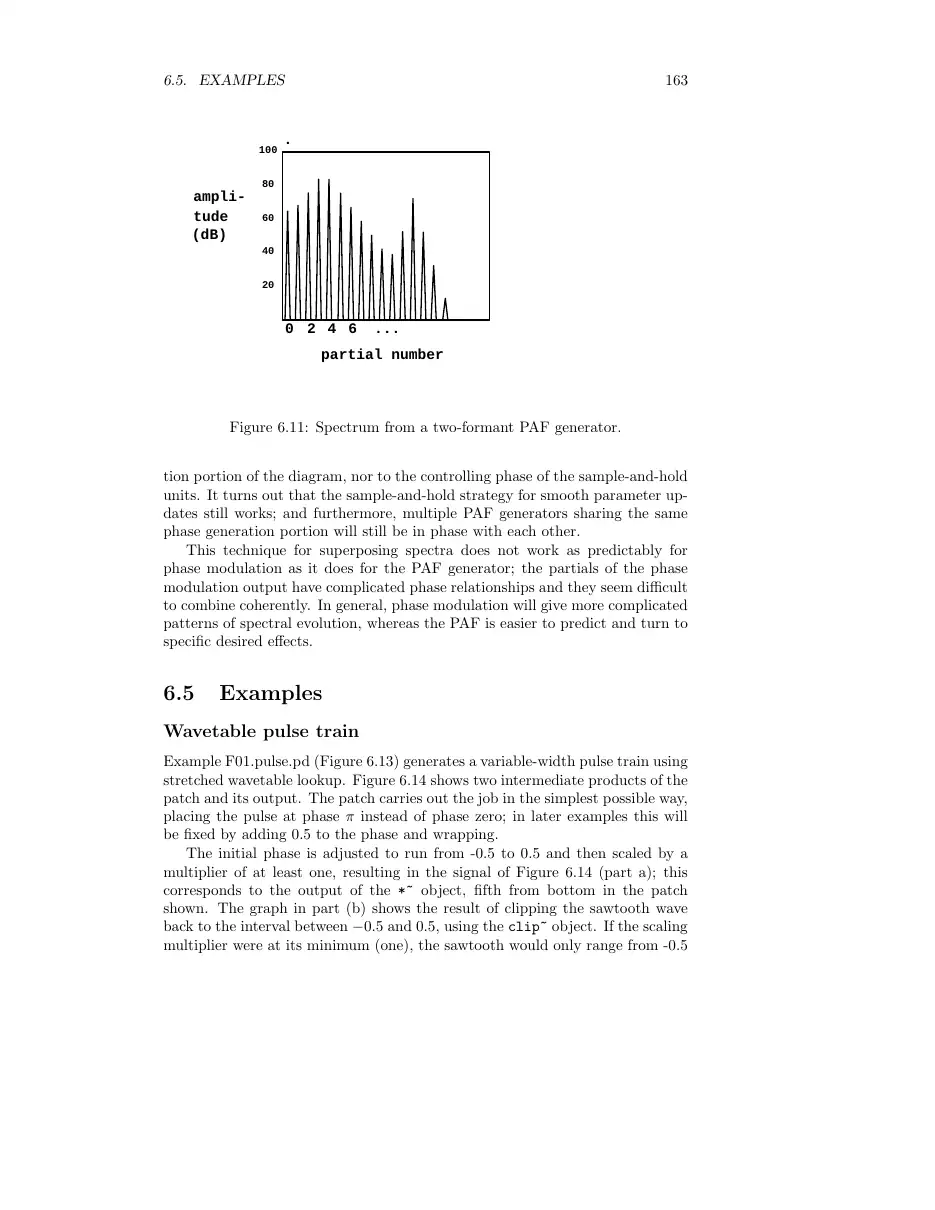 6.5. EXAMPLES 163
100
80
ampli-
tude
60
(dB)
40
20
0 2 4 6 ...
partial number
Figure 6.11: Spectrum from a two-formant PAF generator.
tion portion of the diagram, nor to the controlling phase of the sample-and-hold
units. It turns out that the sample-and-hold strategy for smooth parameter up-
dates still works; and furthermore, multiple PAF generators sharing the same
phase generation portion will still be in phase with each other.
This technique for superposing spectra does not work as predictably for
phase modulation as it does for the PAF generator; the partials of the phase
modulation output have complicated phase relationships and they seem difficult
to combine coherently. In general, phase modulation will give more complicated
patterns of spectral evolution, whereas the PAF is easier to predict and turn to
specific desired effects.
6.5 Examples
Wavetable pulse train
Example F01.pulse.pd (Figure 6.13) generates a variable-width pulse train using
stretched wavetable lookup. Figure 6.14 shows two intermediate products of the
patch and its output. The patch carries out the job in the simplest possible way,
placing the pulse at phase π instead of phase zero; in later examples this will
be fixed by adding 0.5 to the phase and wrapping.
The initial phase is adjusted to run from -0.5 to 0.5 and then scaled by a
multiplier of at least one, resulting in the signal of Figure 6.14 (part a); this
corresponds to the output of the *~ object, fifth from bottom in the patch
shown. The graph in part (b) shows the result of clipping the sawtooth wave
back to the interval between −0.5 and 0.5, using the clip~ object. If the scaling
multiplier were at its minimum (one), the sawtooth would only range from -0.5